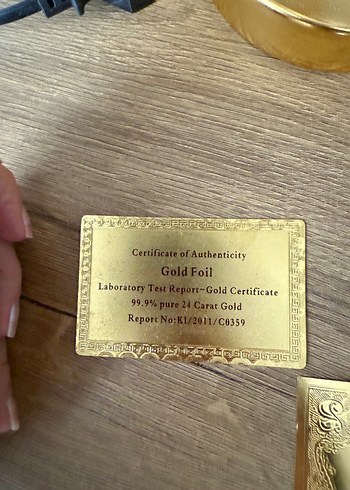 Certificate of Authenticity
Gold Foil
Laboratory Test Report-Gold Certificate
99.9% pure 24 Carat Gold
Report No:KI/2011/C0359